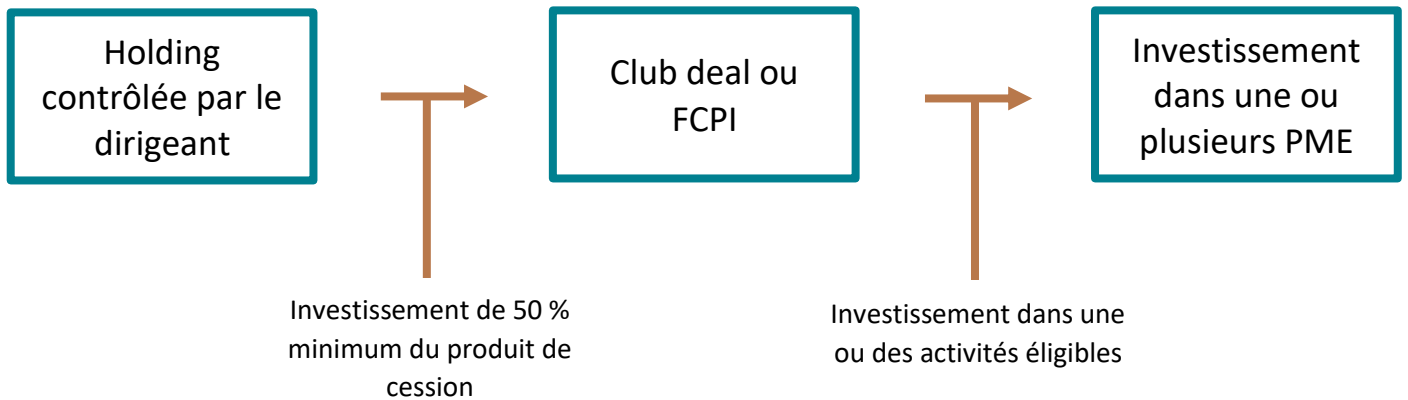 Holding
contrôlée par le
dirigeant
Club deal ou
FCPI
Investissement
dans une ou
plusieurs PME
Investissement de 50 %
minimum du produit de
cession
Investissement dans une
ou des activités éligibles